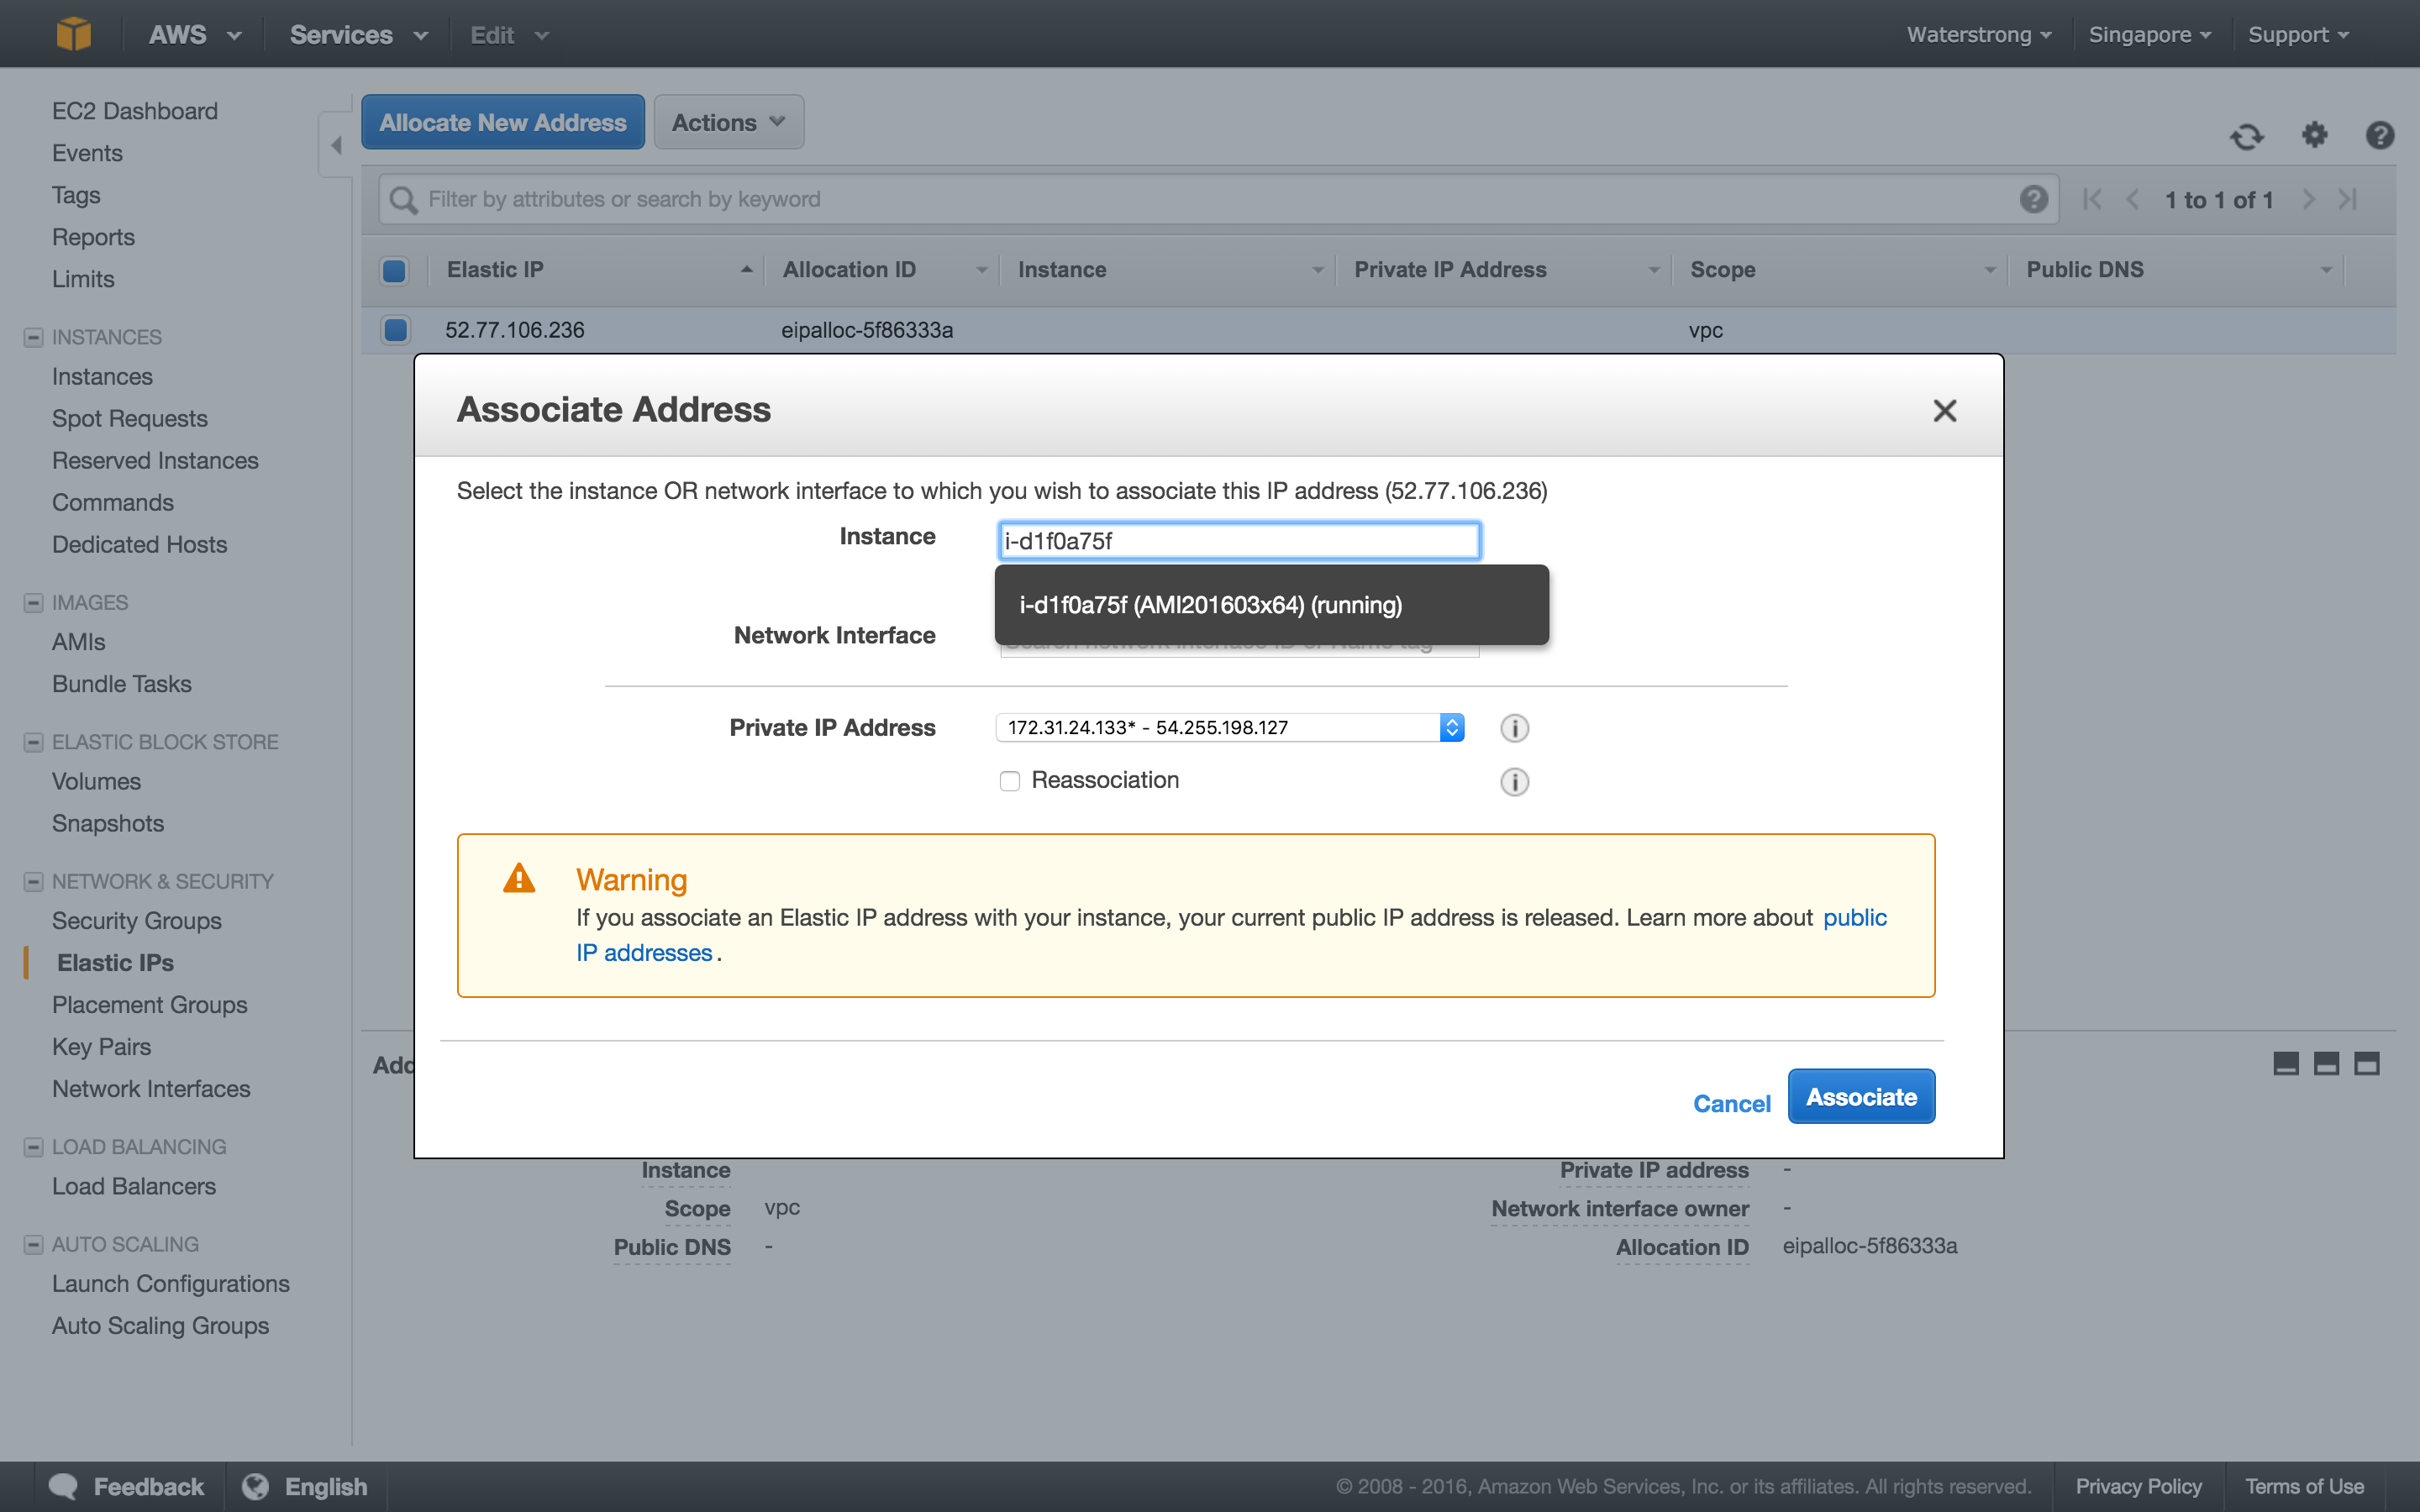 AWS Services Edit Waterstrong Singapore Support
EC2 Dashboard
Events
Tags
Reports
Limits
INSTANCES
Instances
Spot Requests
Reserved Instances
Commands
Dedicated Hosts
IMAGES
AMIs
Bundle Tasks
ELASTIC BLOCK STORE
Volumes
Snapshots
NETWORK & SECURITY
Security Groups
Elastic IPs
Placement Groups
Key Pairs
Network Interfaces
LOAD BALANCING
Load Balancers
AUTO SCALING
Launch Configurations
Auto Scaling Groups
Allocate New Address Actions
Filter by attributes or search by keyword
1 to 1 of 1
Elastic IP Allocation ID Instance Private IP Address Scope Public DNS
52.77.106.236 eipalloc-5f86333a vpc
Associate Address
Select the instance OR network interface to which you wish to associate this IP address (52.77.106.236)
Instance i-d1f0a75f
i-d1f0a75f (AMI201603x64) (running)
Network Interface Search network interface ID or Name tag
Private IP Address 172.31.24.133* - 54.255.198.127
Reassociation
Warning
If you associate an Elastic IP address with your instance, your current public IP address is released. Learn more about public
IP addresses.
Cancel Associate
Add
Instance Private IP address -
Scope vpc Network interface owner -
Public DNS - Allocation ID eipalloc-5f86333a
Feedback English © 2008 - 2016, Amazon Web Services, Inc. or its affiliates. All rights reserved. Privacy Policy Terms of Use